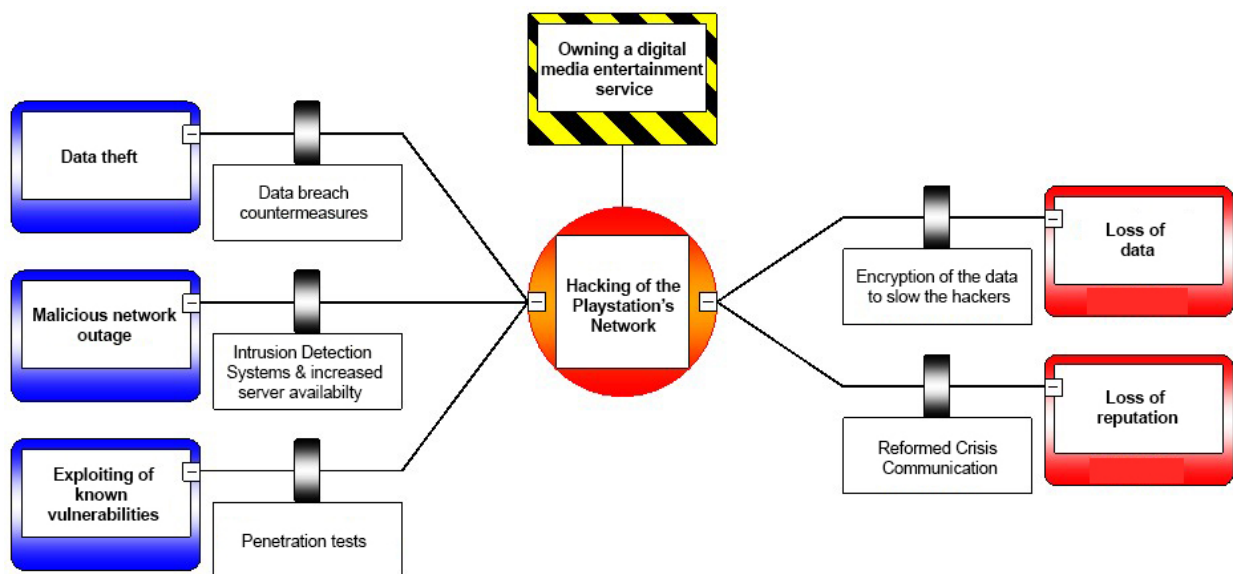 Owning a digital
media entertainment
service
Data theft
Data breach
countermeasures
Malicious network
outage
Intrusion Detection
Systems & increased
server availabilty
Exploiting of
known
vulnerabilities
Penetration tests
Hacking of the
Playstation's
Network
Encryption of the data
to slow the hackers
Loss of
data
Reformed Crisis
Communication
Loss of
reputation